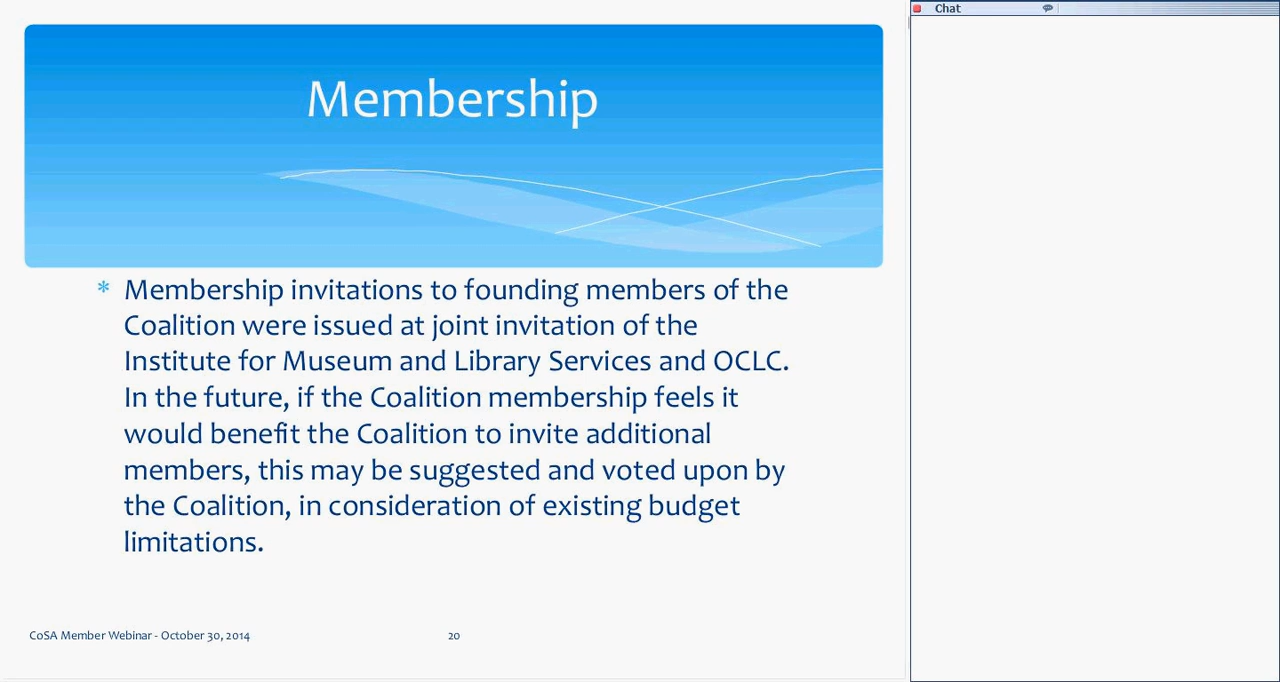 Chat
Membership
* Membership invitations to founding members of the
Coalition were issued at joint invitation of the
Institute for Museum and Library Services and OCLC.
In the future, if the Coalition membership feels it
would benefit the Coalition to invite additional
members, this may be suggested and voted upon by
the Coalition, in consideration of existing budget
limitations.
CoSA Member Webinar - October 30, 2014
20